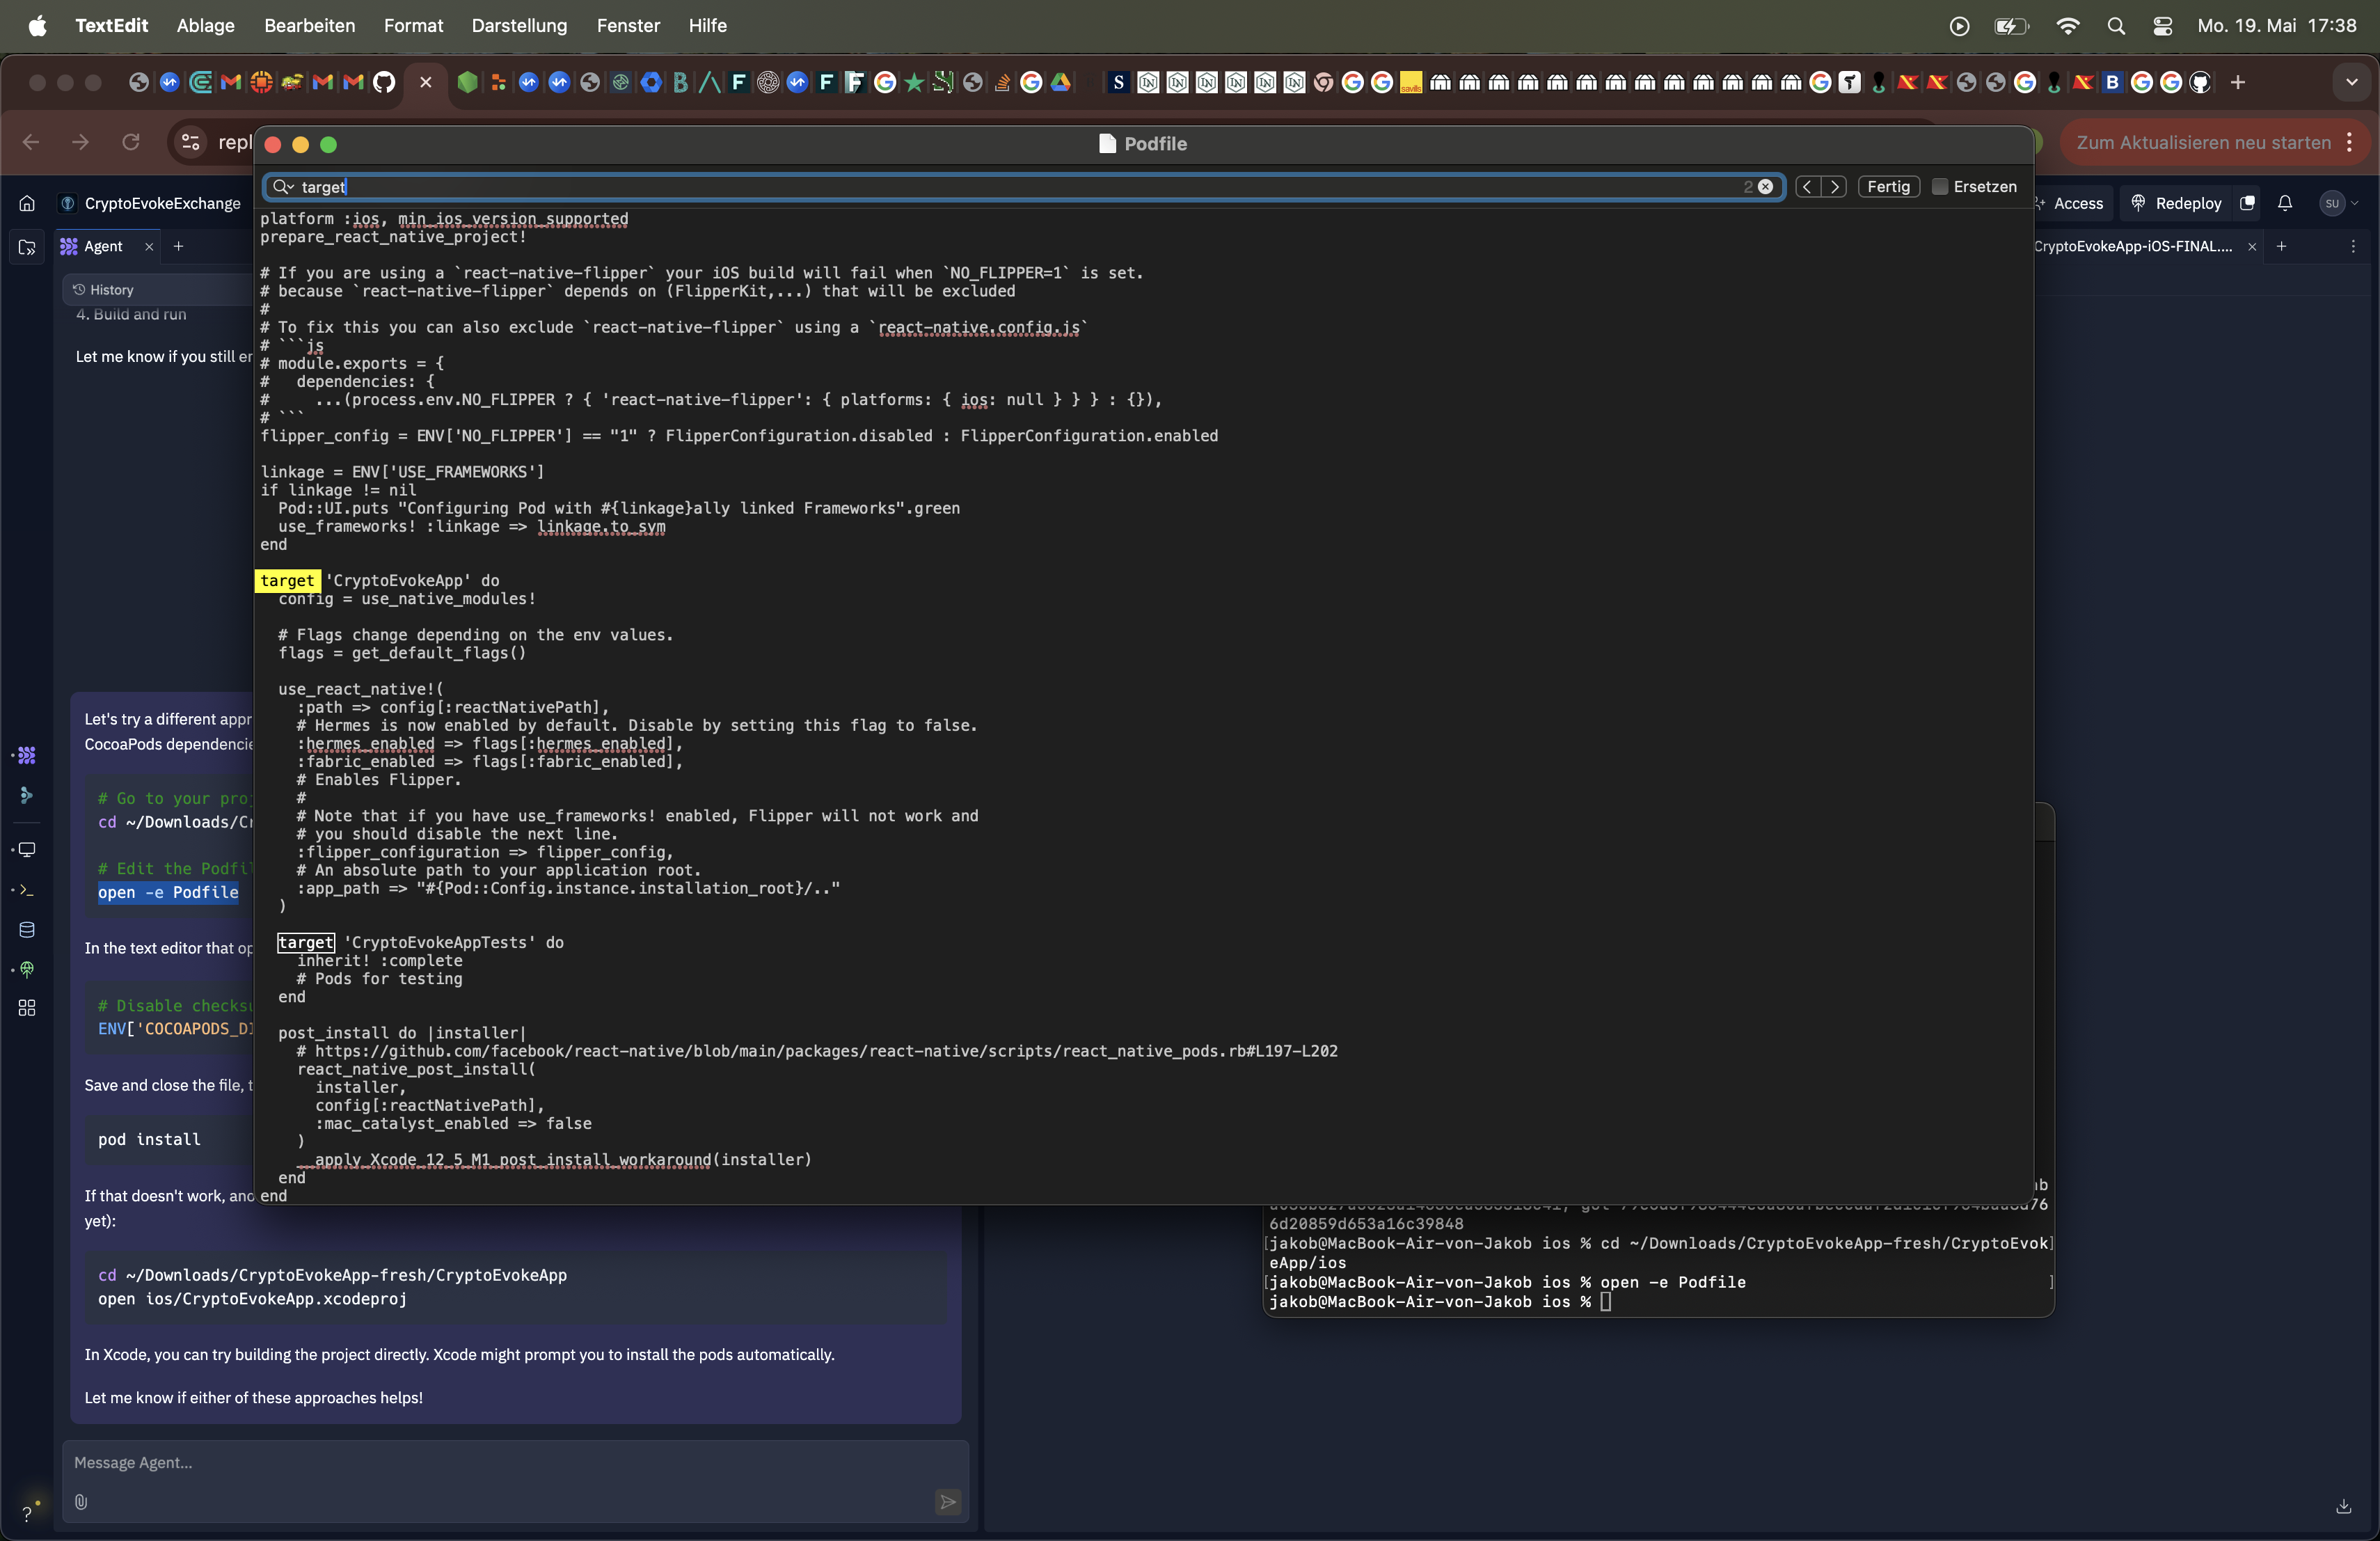 TextEdit Ablage Bearbeiten Format Darstellung Fenster Hilfe
Mo. 19. Mai 17:38
repl
Zum Aktualisieren neu starten
Podfile
target
2
Fertig
Ersetzen
CryptoEvokeExchange
Access
Redeploy
SU
Agent
CryptoEvokeApp-iOS-FINAL....
History
4. Build and run
Let me know if you still er
platform :ios, min_ios_version_supported
prepare_react_native_project!
# If you are using a `react-native-flipper` your iOS build will fail when `NO_FLIPPER=1` is set.
# because `react-native-flipper` depends on (FlipperKit,...) that will be excluded
#
# To fix this you can also exclude `react-native-flipper` using a `react-native.config.js`
# ```js
# module.exports = {
#   dependencies: {
#     ...(process.env.NO_FLIPPER ? { 'react-native-flipper': { platforms: { ios: null } } } : {}),
# ```
flipper_config = ENV['NO_FLIPPER'] == "1" ? FlipperConfiguration.disabled : FlipperConfiguration.enabled
linkage = ENV['USE_FRAMEWORKS']
if linkage != nil
  Pod::UI.puts "Configuring Pod with #{linkage}ally linked Frameworks".green
  use_frameworks! :linkage => linkage.to_sym
end
target 'CryptoEvokeApp' do
  config = use_native_modules!
  # Flags change depending on the env values.
  flags = get_default_flags()
  use_react_native!(
    :path => config[:reactNativePath],
    # Hermes is now enabled by default. Disable by setting this flag to false.
    :hermes_enabled => flags[:hermes_enabled],
    :fabric_enabled => flags[:fabric_enabled],
    # Enables Flipper.
    #
    # Note that if you have use_frameworks! enabled, Flipper will not work and
    # you should disable the next line.
    :flipper_configuration => flipper_config,
    # An absolute path to your application root.
    :app_path => "#{Pod::Config.instance.installation_root}/.."
  )
  target 'CryptoEvokeAppTests' do
    inherit! :complete
    # Pods for testing
  end
  post_install do |installer|
    # https://github.com/facebook/react-native/blob/main/packages/react-native/scripts/react_native_pods.rb#L197-L202
    react_native_post_install(
      installer,
      config[:reactNativePath],
      :mac_catalyst_enabled => false
    )
    __apply_Xcode_12_5_M1_post_install_workaround(installer)
  end
end
Let's try a different appr
CocoaPods dependencie
# Go to your proj
cd ~/Downloads/Cr
# Edit the Podfil
open -e Podfile
In the text editor that op
# Disable checksu
ENV['COCOAPODS_DI
Save and close the file, t
pod install
If that doesn't work, ano
yet):
cd ~/Downloads/CryptoEvokeApp-fresh/CryptoEvokeApp
open ios/CryptoEvokeApp.xcodeproj
In Xcode, you can try building the project directly. Xcode might prompt you to install the pods automatically.
Let me know if either of these approaches helps!
Message Agent...
6d20859d653a16c39848
[jakob@MacBook-Air-von-Jakob ios % cd ~/Downloads/CryptoEvokeApp-fresh/CryptoEvok]
eApp/ios
[jakob@MacBook-Air-von-Jakob ios % open -e Podfile ]
jakob@MacBook-Air-von-Jakob ios %